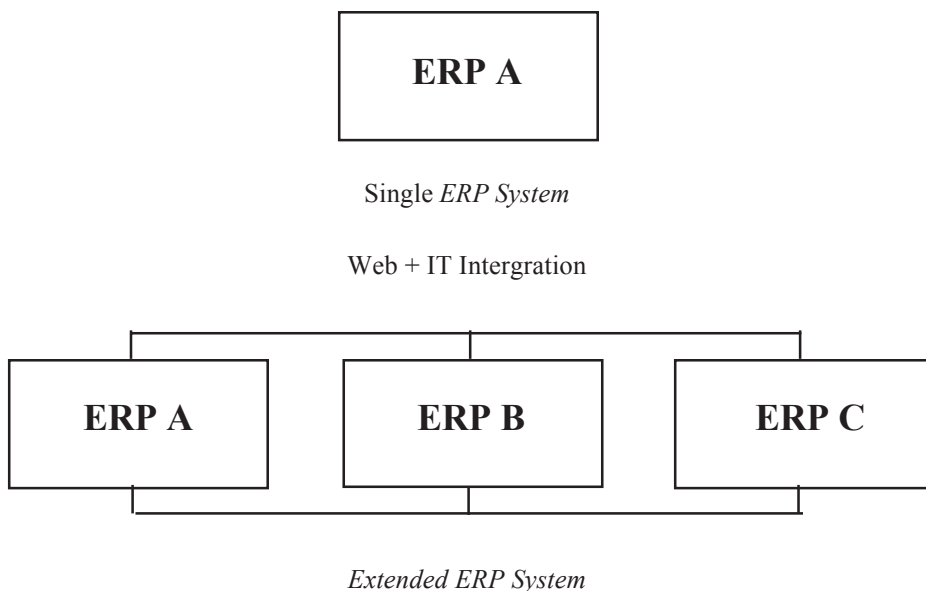 ERP A
Single ERP System
Web + IT Intergration
ERP A ERP B ERP C
Extended ERP System